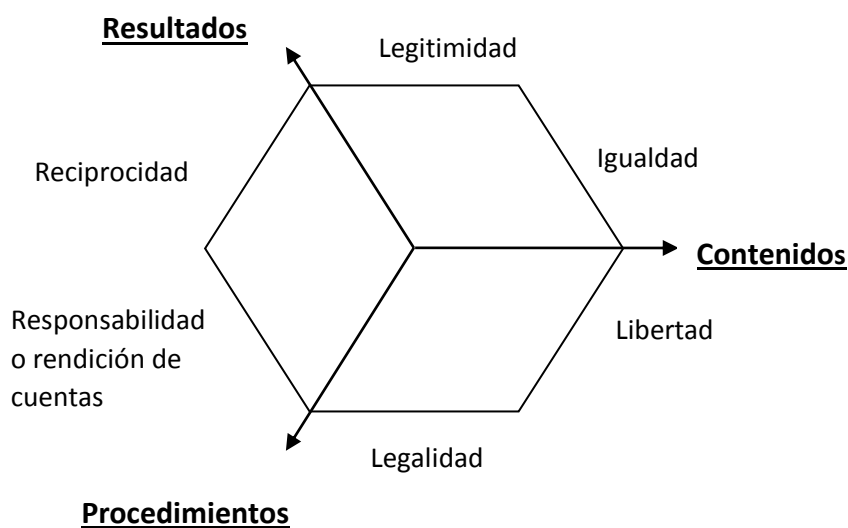 Resultados
Legitimidad
Igualdad
Reciprocidad
Contenidos
Responsabilidad
o rendición de
cuentas
Libertad
Legalidad
Procedimientos